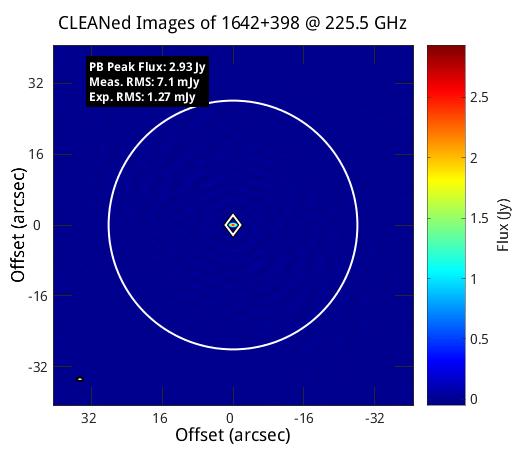 CLEANed Images of 1642+398 @ 225.5 GHz
PB Peak Flux: 2.93 Jy
Meas. RMS: 7.1 mJy
Exp. RMS: 1.27 mJy
32
16
0
-16
-32
Offset (arcsec)
32
16
0
-16
-32
Offset (arcsec)
2.5
2
1.5
1
0.5
0
Flux (Jy)